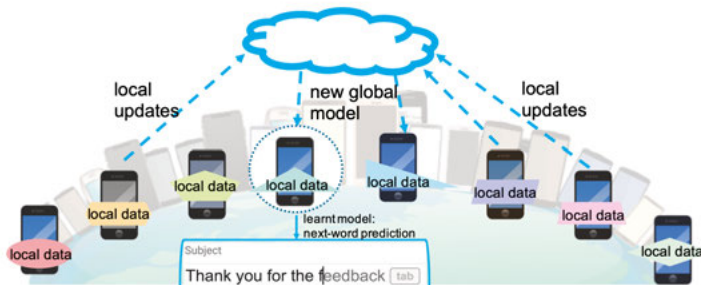 local
updates
new global
model
local
updates
local data
local data
local data
local data
local data
local data
local data
local data
learnt model:
next-word prediction
Subject
Thank you for the feedback tab